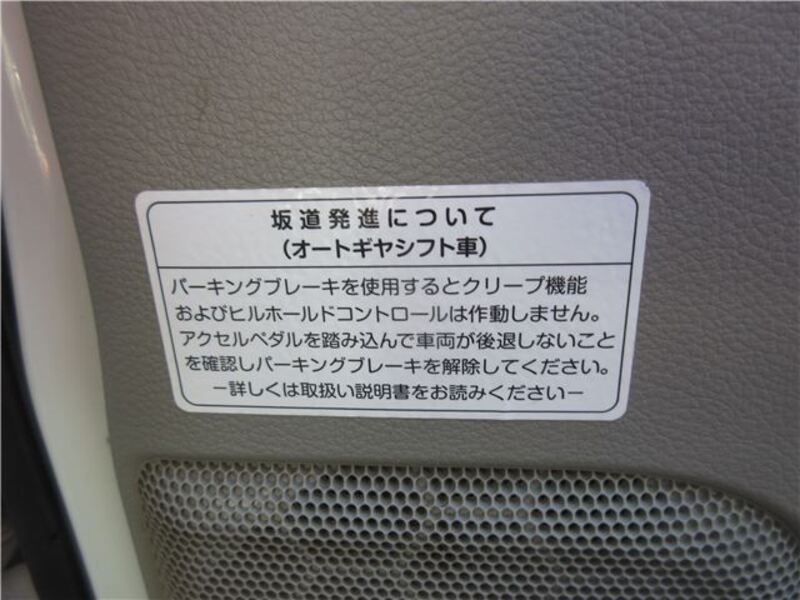 坂道発進について
(オートギヤシフト車)
パーキングブレーキを使用するとクリープ機能
およびヒルホールドコントロールは作動しません。
アクセルペダルを踏み込んで車両が後退しないこと
を確認しパーキングブレーキを解除してください。
－詳しくは取扱い説明書をお読みください－